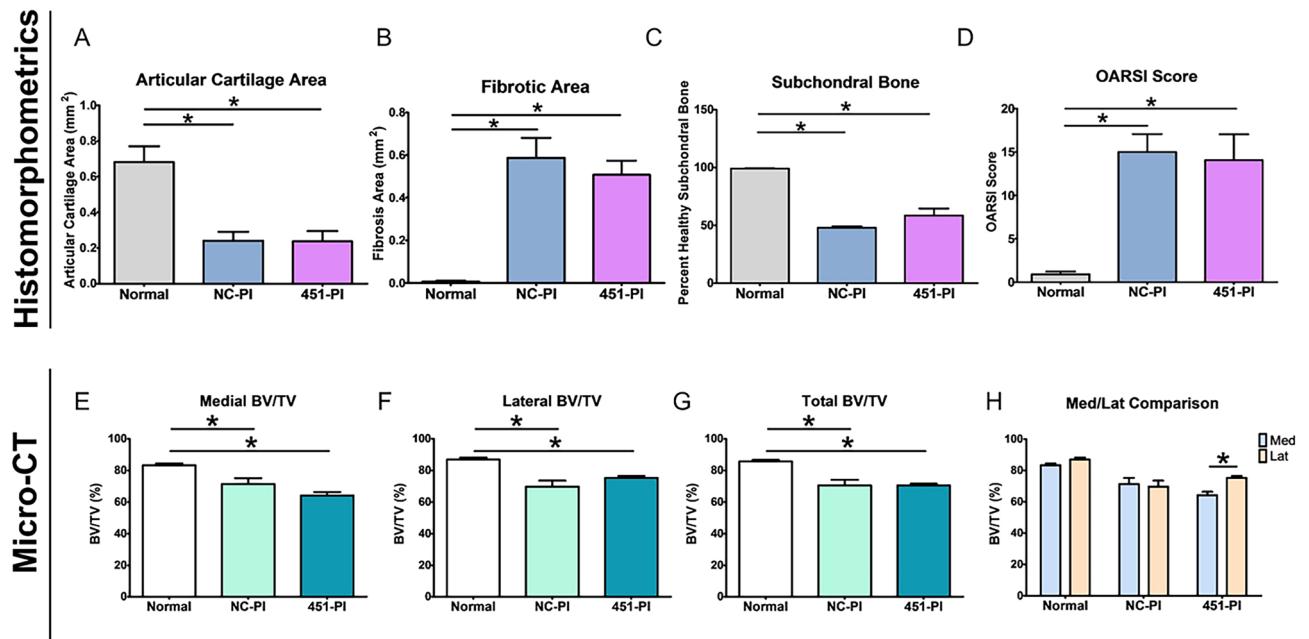 Histomorphometrics
A
Articular Cartilage Area
Articular Cartilage Area (mm²)
1.0
0.8
0.6
0.4
0.2
0.0
*
*
Normal NC-PI 451-PI
B
Fibrotic Area
Fibrosis Area (mm²)
0.8
0.6
0.4
0.2
0.0
*
*
Normal NC-PI 451-PI
C
Subchondral Bone
Percent Healthy Subchondral Bone
150
100
50
0
*
*
Normal NC-PI 451-PI
D
OARSI Score
OARSI Score
20
15
10
5
0
*
*
Normal NC-PI 451-PI
Micro-CT
E
Medial BV/TV
BV/TV (%)
100
80
60
40
20
0
*
*
Normal NC-PI 451-PI
F
Lateral BV/TV
BV/TV (%)
100
80
60
40
20
0
*
*
Normal NC-PI 451-PI
G
Total BV/TV
BV/TV (%)
100
80
60
40
20
0
*
*
Normal NC-PI 451-PI
H
Med/Lat Comparison
BV/TV (%)
100
80
60
40
20
0
*
Med
Lat
Normal NC-PI 451-PI